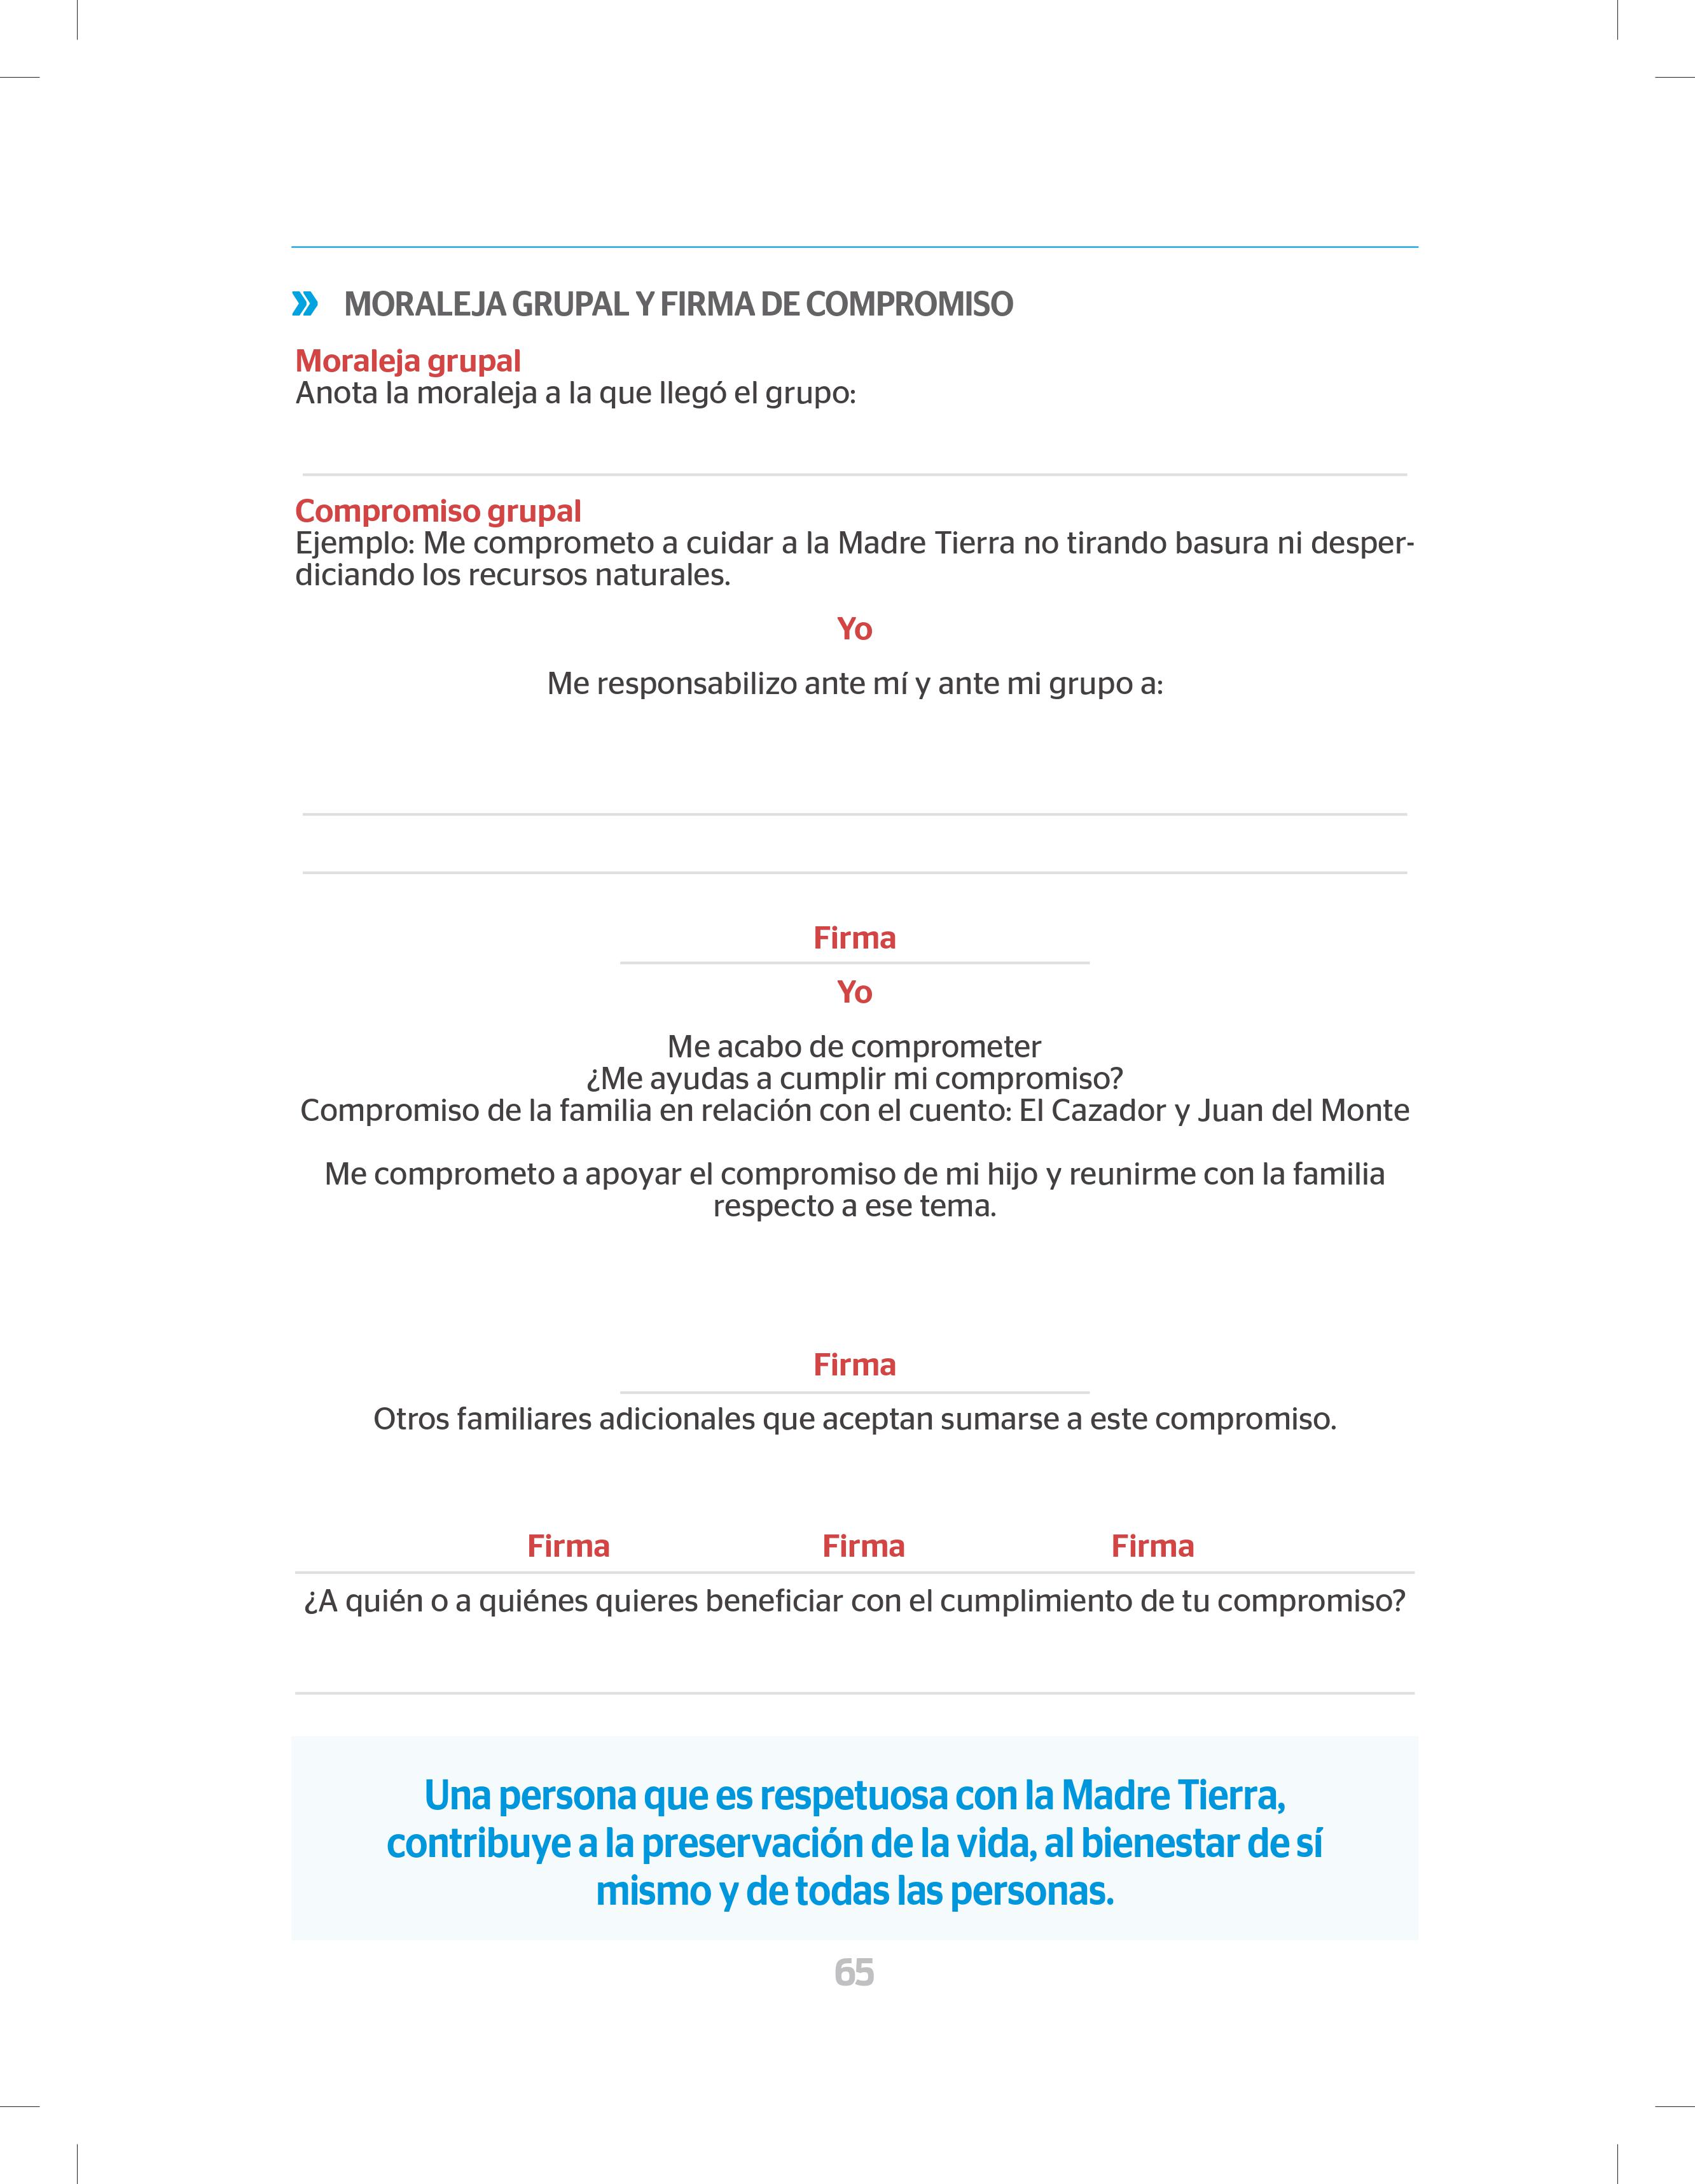 » MORALEJA GRUPAL Y FIRMA DE COMPROMISO
Moraleja grupal
Anota la moraleja a la que llegó el grupo:
Compromiso grupal
Ejemplo: Me comprometo a cuidar a la Madre Tierra no tirando basura ni desper-
diciando los recursos naturales.
Yo
Me responsabilizo ante mí y ante mi grupo a:
Firma
Yo
Me acabo de comprometer
¿Me ayudas a cumplir mi compromiso?
Compromiso de la familia en relación con el cuento: El Cazador y Juan del Monte
Me comprometo a apoyar el compromiso de mi hijo y reunirme con la familia
respecto a ese tema.
Firma
Otros familiares adicionales que aceptan sumarse a este compromiso.
Firma Firma Firma
¿A quién o a quiénes quieres beneficiar con el cumplimiento de tu compromiso?
Una persona que es respetuosa con la Madre Tierra,
contribuye a la preservación de la vida, al bienestar de sí
mismo y de todas las personas.
65